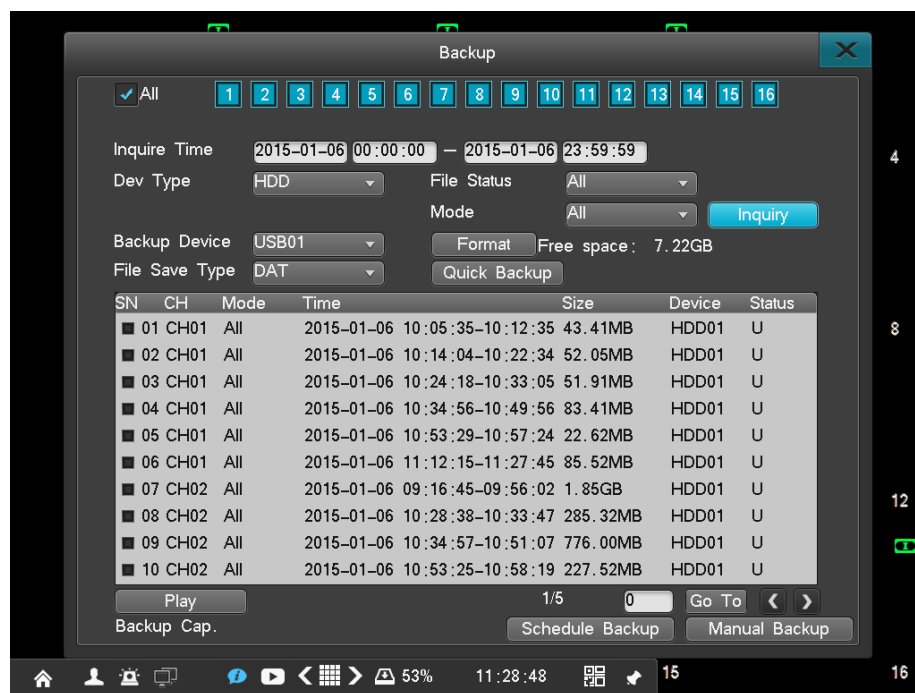 Backup
All 1 2 3 4 5 6 7 8 9 10 11 12 13 14 15 16
Inquire Time 2015-01-06 00:00:00 - 2015-01-06 23:59:59
4
Dev Type HDD File Status All
Mode All Inquiry
Backup Device USB01 Format Free space: 7.22GB
File Save Type DAT Quick Backup
SN CH Mode Time Size Device Status
01 CH01 All 2015-01-06 10:05:35-10:12:35 43.41MB HDD01 U
8
02 CH01 All 2015-01-06 10:14:04-10:22:34 52.05MB HDD01 U
03 CH01 All 2015-01-06 10:24:18-10:33:05 51.91MB HDD01 U
04 CH01 All 2015-01-06 10:34:56-10:49:56 83.41MB HDD01 U
05 CH01 All 2015-01-06 10:53:29-10:57:24 22.62MB HDD01 U
06 CH01 All 2015-01-06 11:12:15-11:27:45 85.52MB HDD01 U
07 CH02 All 2015-01-06 09:16:45-09:56:02 1.85GB HDD01 U
12
08 CH02 All 2015-01-06 10:28:38-10:33:47 285.32MB HDD01 U
09 CH02 All 2015-01-06 10:34:57-10:51:07 776.00MB HDD01 U
10 CH02 All 2015-01-06 10:53:25-10:58:19 227.52MB HDD01 U
Play 1/5 0 Go To
Backup Cap. Schedule Backup Manual Backup
53% 11:28:48 15 16